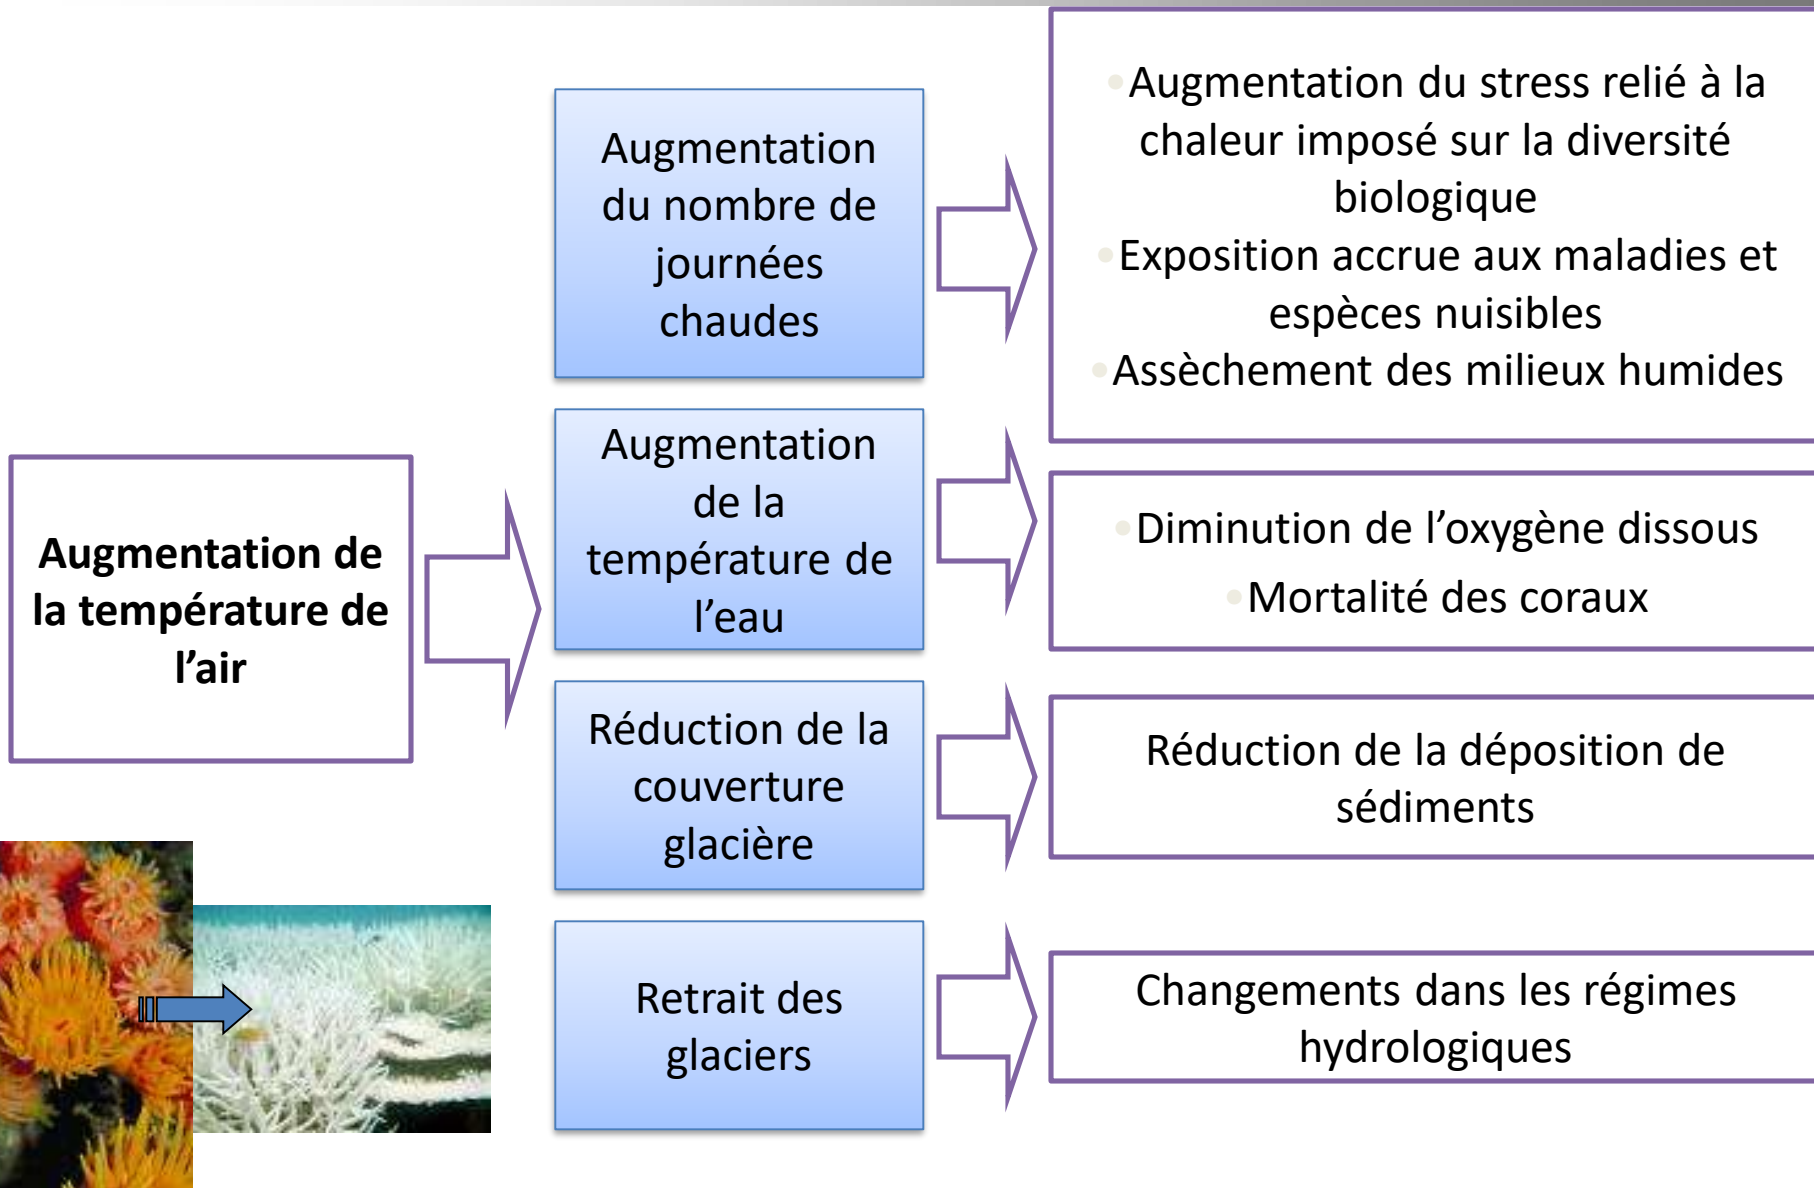 Augmentation de
la température de
l’air
Augmentation
du nombre de
journées
chaudes
•Augmentation du stress relié à la
chaleur imposé sur la diversité
biologique
•Exposition accrue aux maladies et
espèces nuisibles
•Assèchement des milieux humides
Augmentation
de la
température de
l’eau
•Diminution de l’oxygène dissous
•Mortalité des coraux
Réduction de la
couverture
glacière
Réduction de la déposition de
sédiments
Retrait des
glaciers
Changements dans les régimes
hydrologiques